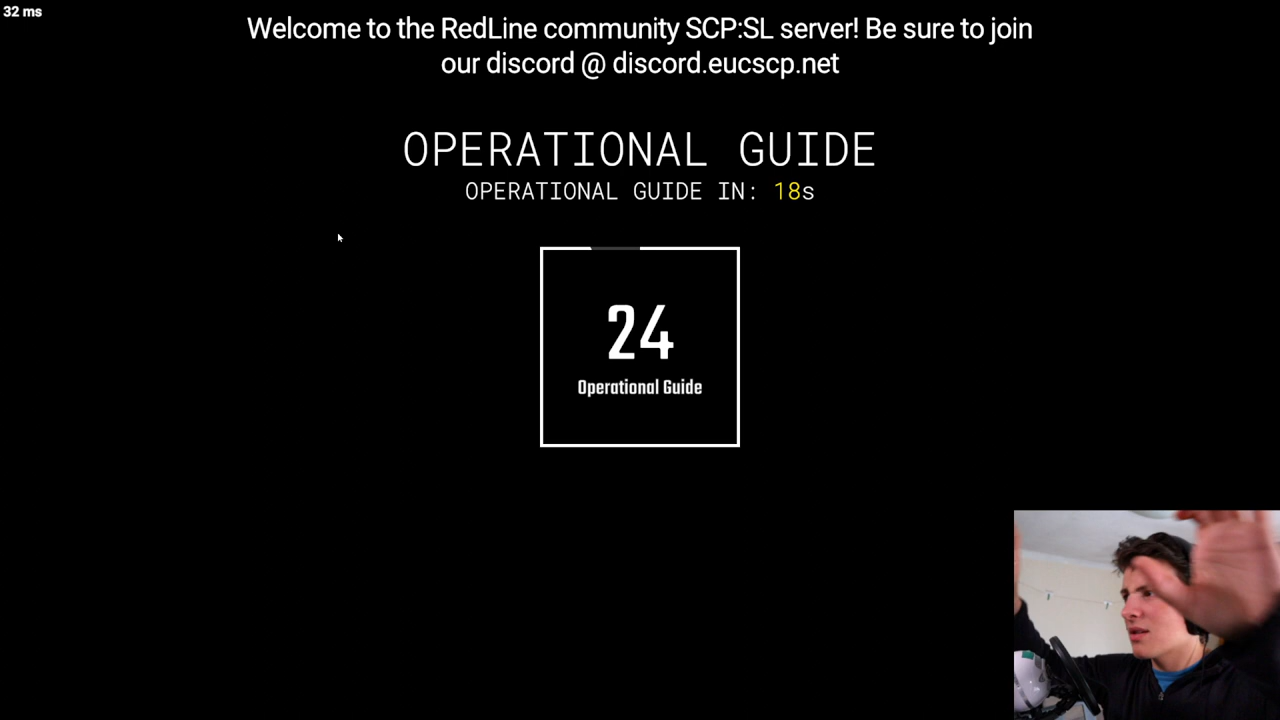 32 ms
Welcome to the RedLine community SCP:SL server! Be sure to join
our discord @ discord.eucscp.net
OPERATIONAL GUIDE
OPERATIONAL GUIDE IN: 18s
24
Operational Guide